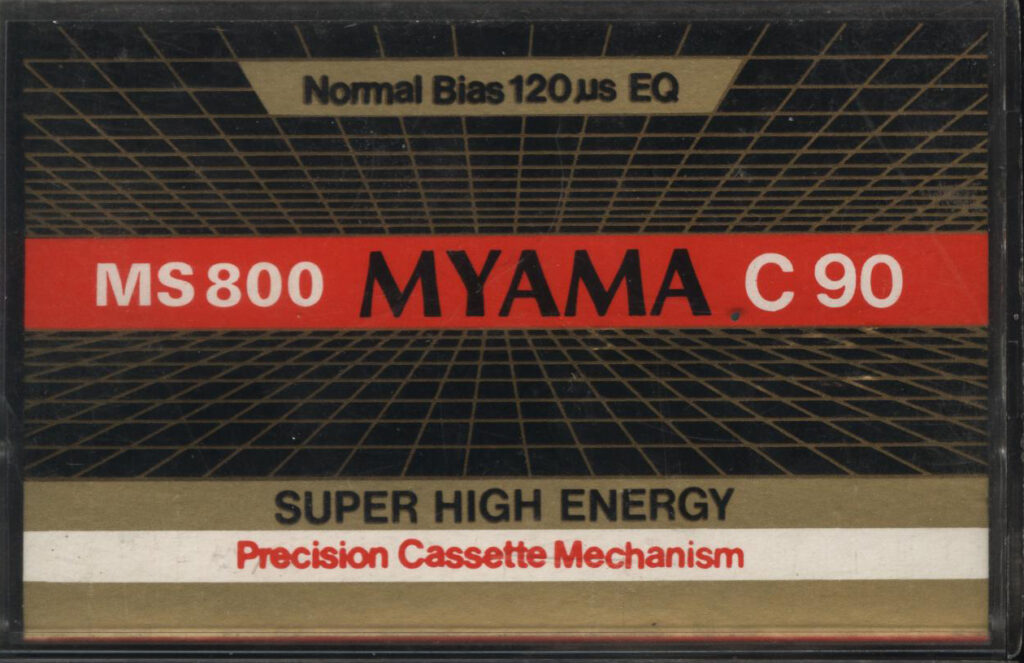 Normal Bias 120 µs EQ
MS 800 MYAMA C 90
SUPER HIGH ENERGY
Precision Cassette Mechanism